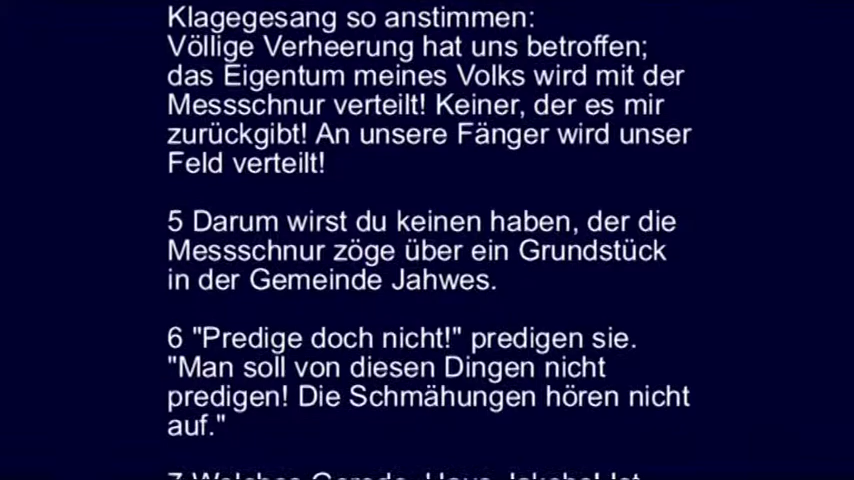 Klagegesang so anstimmen:
Völlige Verheerung hat uns betroffen;
das Eigentum meines Volks wird mit der
Messschnur verteilt! Keiner, der es mir
zurückgibt! An unsere Fänger wird unser
Feld verteilt!
5 Darum wirst du keinen haben, der die
Messschnur zöge über ein Grundstück
in der Gemeinde Jahwes.
6 "Predige doch nicht!" predigen sie.
"Man soll von diesen Dingen nicht
predigen! Die Schmähungen hören nicht
auf."